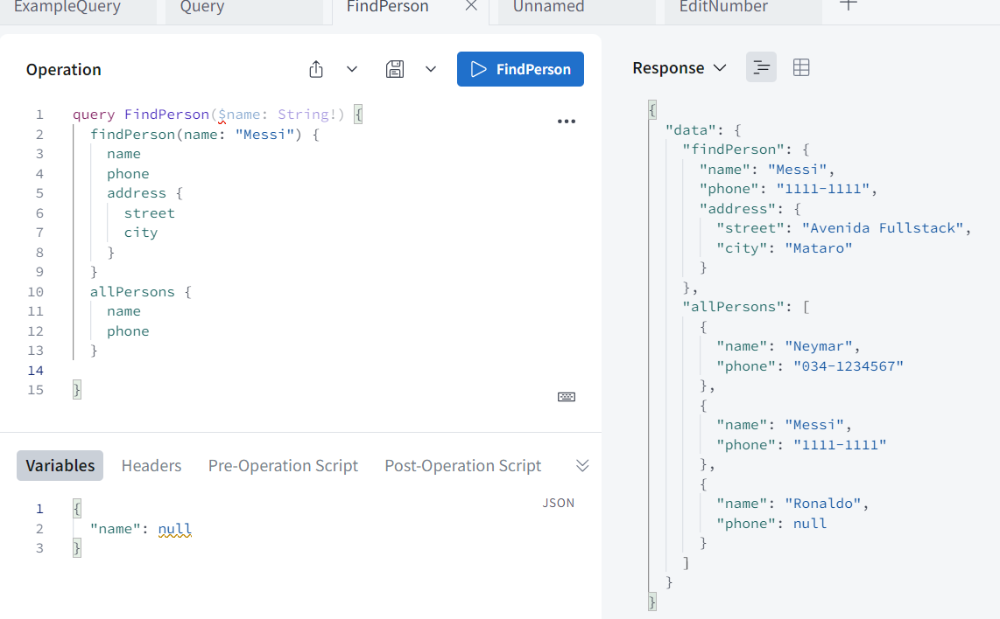 ExampleQuery Query FindPerson Unnamed EditNumber
Operation FindPerson
1 query FindPerson($name: String!) {
2 findPerson(name: "Messi") {
3 name
4 phone
5 address {
6 street
7 city
8 }
9 }
10 allPersons {
11 name
12 phone
13 }
14
15 }
Variables Headers Pre-Operation Script Post-Operation Script
JSON
1 {
2 "name": null
3 }
Response
{
"data": {
"findPerson": {
"name": "Messi",
"phone": "1111-1111",
"address": {
"street": "Avenida Fullstack",
"city": "Mataro"
}
},
"allPersons": [
{
"name": "Neymar",
"phone": "034-1234567"
},
{
"name": "Messi",
"phone": "1111-1111"
},
{
"name": "Ronaldo",
"phone": null
}
]
}
}